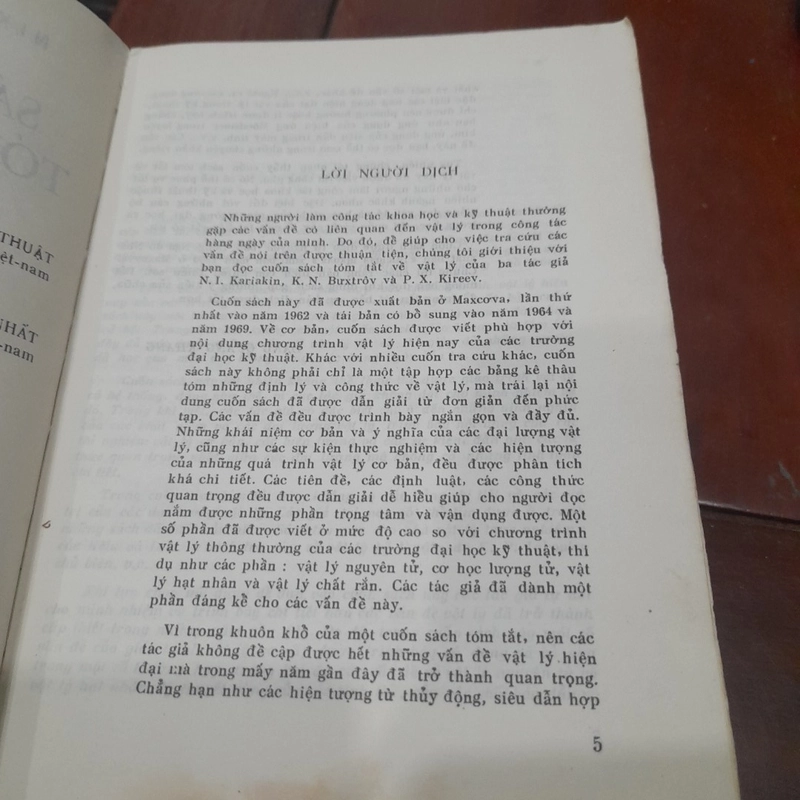 SÁ
TÓ
THUẬT
ệt-nam
NHẤT
t-nam
LỜI NGƯỜI DỊCH
Những người làm công tác khoa học và kỹ thuật thường
gặp các vấn đề có liên quan đến vật lý trong công tác
hàng ngày của mình. Do đó, để giúp cho việc tra cứu các
vấn đề nói trên được thuận tiện, chúng tôi giới thiệu với
bạn đọc cuốn sách tóm tắt về vật lý của ba tác giả
N. I. Kariakin, K. N. Bưxtrôv và P. X. Kireev.
Cuốn sách này đã được xuất bản ở Maxcơva, lần thứ
nhất vào năm 1962 và tái bản có bổ sung vào năm 1964 và
năm 1969. Về cơ bản, cuốn sách được viết phù hợp với
nội dung chương trình vật lý hiện nay của các trường
đại học kỹ thuật. Khác với nhiều cuốn tra cứu khác, cuốn
sách này không phải chỉ là một tập hợp các bảng kê thâu
tóm những định lý và công thức về vật lý, mà trái lại nội
dung cuốn sách đã được dẫn giải từ đơn giản đến phức
tạp. Các vấn đề đều được trình bày ngắn gọn và đầy đủ.
Những khái niệm cơ bản và ý nghĩa của các đại lượng vật
lý, cũng như các sự kiện thực nghiệm và các hiện tượng
của những quá trình vật lý cơ bản, đều được phân tích
khá chi tiết. Các tiên đề, các định luật, các công thức
quan trọng đều được dẫn giải dễ hiểu giúp cho người đọc
nắm được những phần trọng tâm và vận dụng được. Một
số phần đã được viết ở mức độ cao so với chương trình
vật lý thông thường của các trường đại học kỹ thuật, thí
dụ như các phần : vật lý nguyên tử, cơ học lượng tử, vật
lý hạt nhân và vật lý chất rắn. Các tác giả đã dành một
phần đáng kể cho các vấn đề này.
Vì trong khuôn khổ của một cuốn sách tóm tắt, nên các
tác giả không đề cập được hết những vấn đề vật lý hiện
đại mà trong mấy năm gần đây đã trở thành quan trọng.
Chẳng hạn như các hiện tượng từ thủy động, siêu dẫn hợp
5